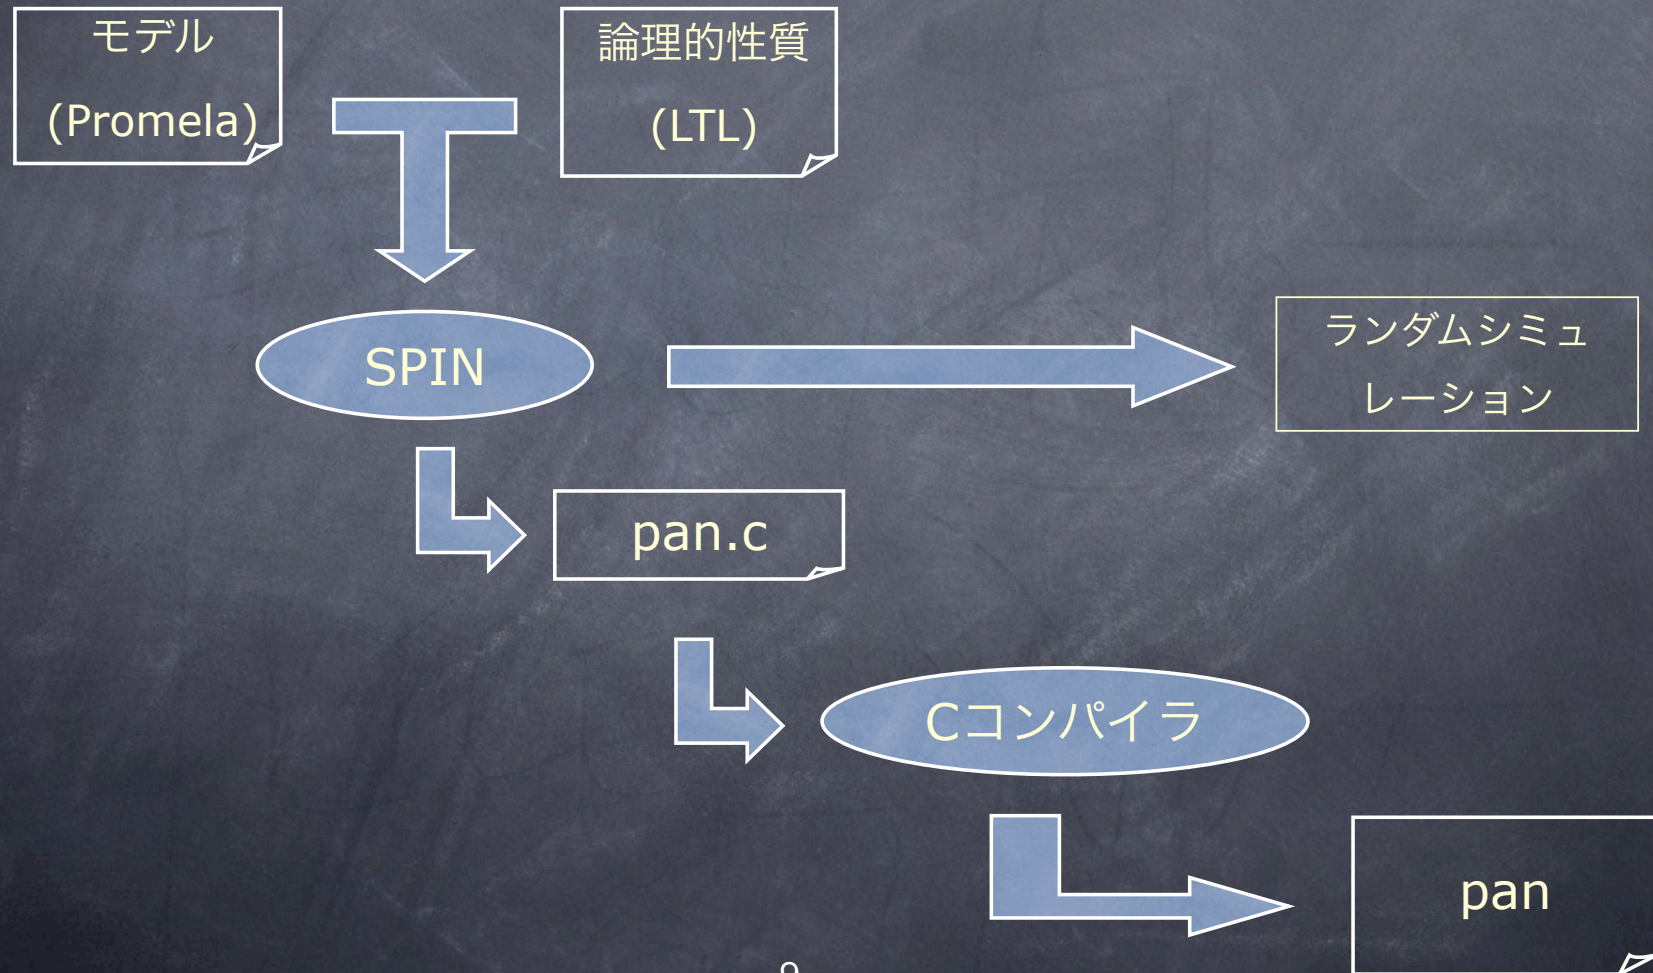 モデル
(Promela)
論理的性質
(LTL)
SPIN
ランダムシミュ
レーション
pan.c
Cコンパイラ
pan